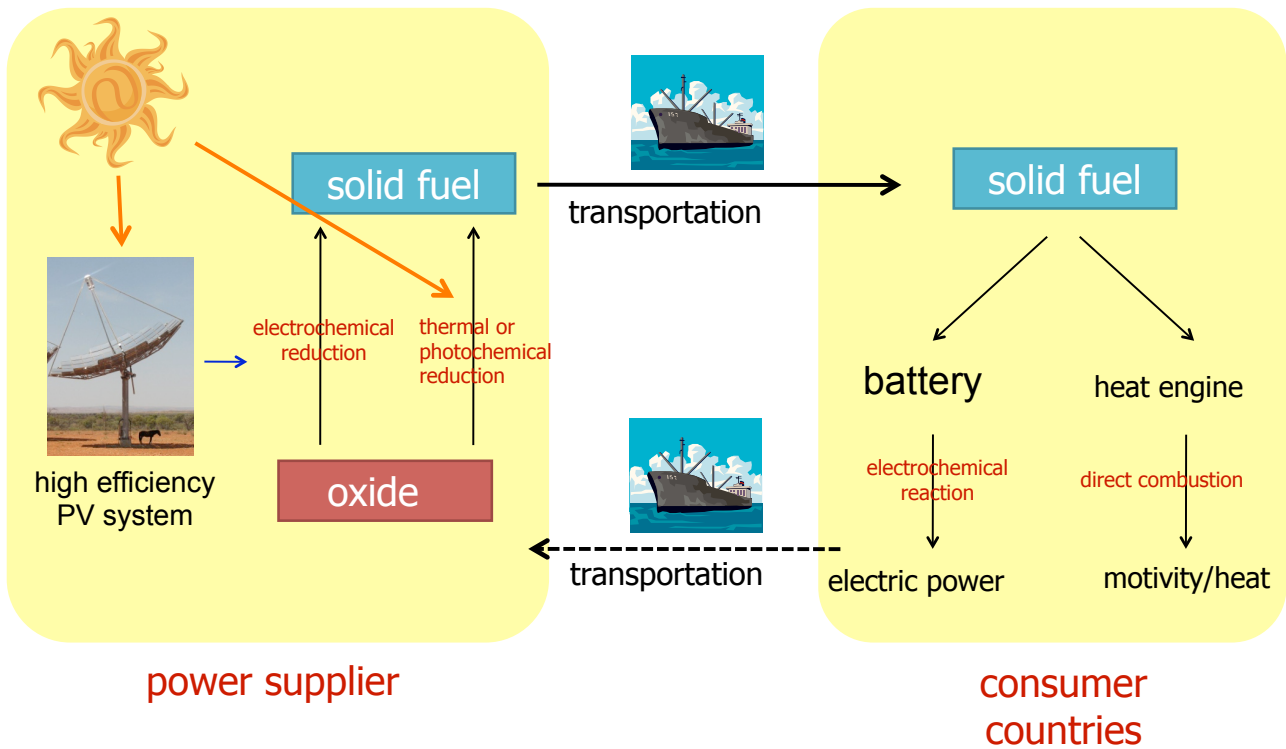 solid fuel
transportation
solid fuel
electrochemical
reduction
thermal or
photochemical
reduction
high efficiency
PV system
oxide
transportation
battery
heat engine
electrochemical
reaction
direct combustion
electric power
motivity/heat
power supplier
consumer
countries